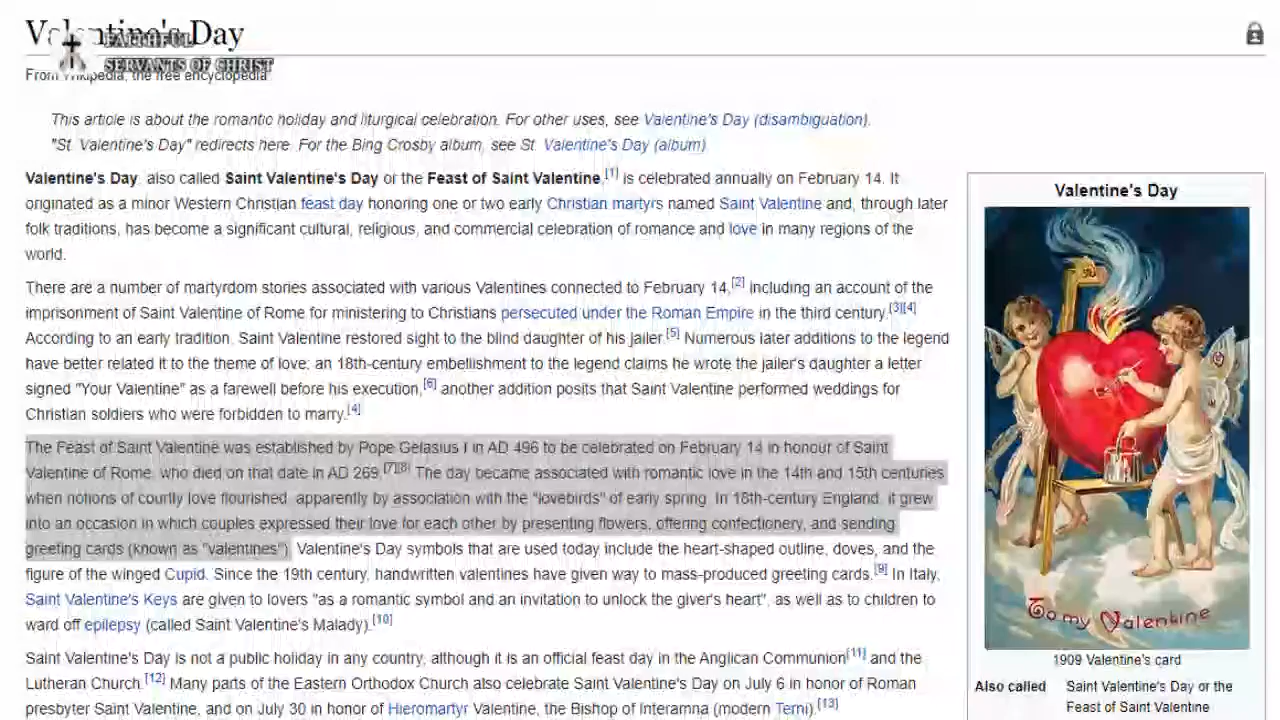 Valentine's Day
FAITHFUL
SERVANTS OF CHRIST
From Wikipedia, the free encyclopedia
This article is about the romantic holiday and liturgical celebration. For other uses, see Valentine's Day (disambiguation).
"St. Valentine's Day" redirects here. For the Bing Crosby album, see St. Valentine's Day (album)
Valentine's Day, also called Saint Valentine's Day or the Feast of Saint Valentine,[1] is celebrated annually on February 14. It
originated as a minor Western Christian feast day honoring one or two early Christian martyrs named Saint Valentine and, through later
folk traditions, has become a significant cultural, religious, and commercial celebration of romance and love in many regions of the
world.
There are a number of martyrdom stories associated with various Valentines connected to February 14,[2] including an account of the
imprisonment of Saint Valentine of Rome for ministering to Christians persecuted under the Roman Empire in the third century.[3][4]
According to an early tradition, Saint Valentine restored sight to the blind daughter of his jailer.[5] Numerous later additions to the legend
have better related it to the theme of love: an 18th-century embellishment to the legend claims he wrote the jailer's daughter a letter
signed "Your Valentine" as a farewell before his execution,[6] another addition posits that Saint Valentine performed weddings for
Christian soldiers who were forbidden to marry.[4]
The Feast of Saint Valentine was established by Pope Gelasius I in AD 496 to be celebrated on February 14 in honour of Saint
Valentine of Rome, who died on that date in AD 269.[7][8] The day became associated with romantic love in the 14th and 15th centuries
when notions of courtly love flourished, apparently by association with the "lovebirds" of early spring. In 18th-century England, it grew
into an occasion in which couples expressed their love for each other by presenting flowers, offering confectionery, and sending
greeting cards (known as "valentines"). Valentine's Day symbols that are used today include the heart-shaped outline, doves, and the
figure of the winged Cupid. Since the 19th century, handwritten valentines have given way to mass-produced greeting cards.[9] In Italy,
Saint Valentine's Keys are given to lovers "as a romantic symbol and an invitation to unlock the giver's heart", as well as to children to
ward off epilepsy (called Saint Valentine's Malady).[10]
Saint Valentine's Day is not a public holiday in any country, although it is an official feast day in the Anglican Communion[11] and the
Lutheran Church.[12] Many parts of the Eastern Orthodox Church also celebrate Saint Valentine's Day on July 6 in honor of Roman
presbyter Saint Valentine, and on July 30 in honor of Hieromartyr Valentine, the Bishop of Interamna (modern Terni).[13]
Valentine's Day
To my Valentine
1909 Valentine's card
Also called Saint Valentine's Day or the
Feast of Saint Valentine